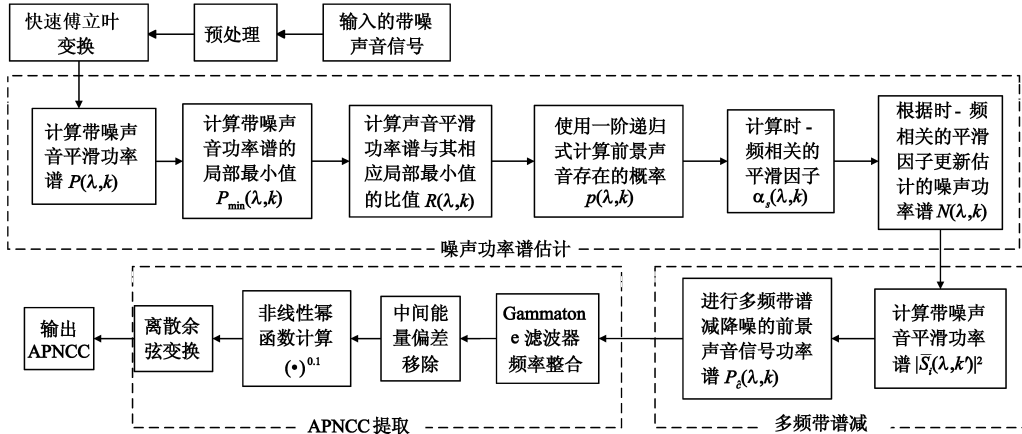 快速傅立叶
变换
预处理
输入的带噪
声音信号
计算带噪声
音平滑功率
谱 P(λ,k)
计算带噪声
音功率谱的
局部最小值
Pmin(λ,k)
计算声音平滑
功率谱与其相
应局部最小值
的比值 R(λ,k)
使用一阶递归
式计算前景声
音存在的概率
p(λ,k)
计算时-
频相关的
平滑因子
αs(λ,k)
根据时-频
相关的平滑
因子更新估
计的噪声功
率谱 N(λ,k)
噪声功率谱估计
输出
APNCC
离散余
弦变换
非线性幂
函数计算
(•)^0.1
中间能
量偏差
移除
Gammaton
e 滤波器
频率整合
进行多频带谱
减降噪的前景
声音信号功率
谱 Pĉ(λ,k)
计算带噪声
音平滑功率
谱 |S̅i(λ,k')|²
APNCC 提取
多频带谱减